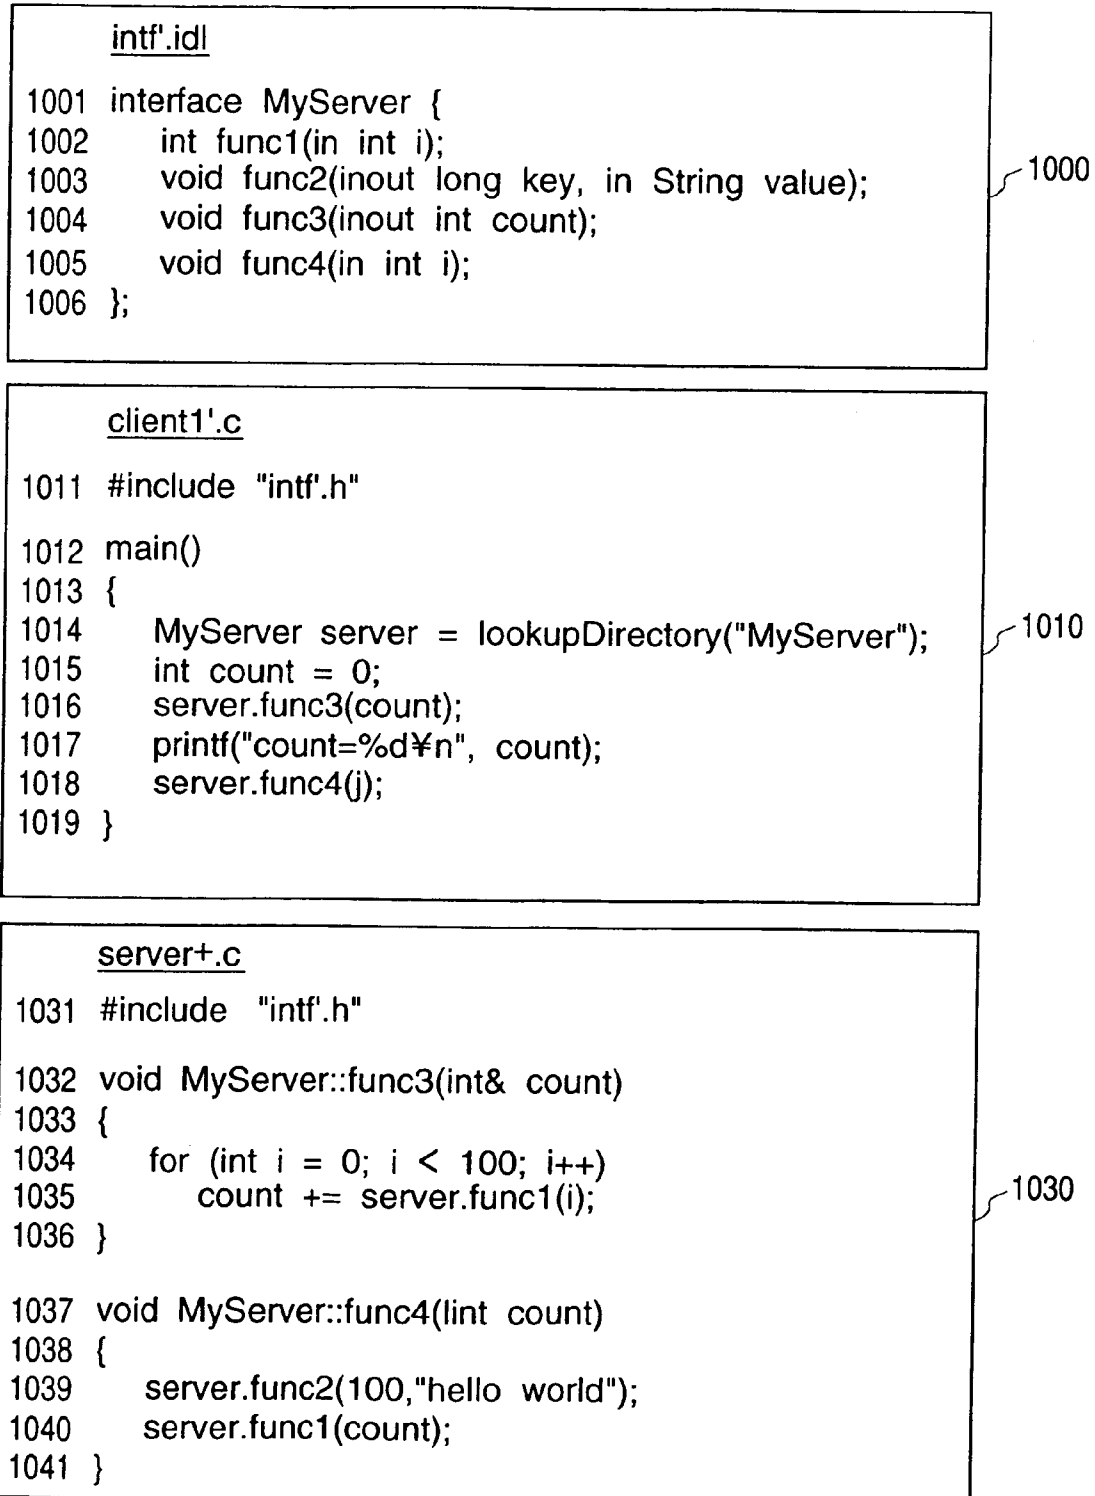 intf'.idl
1001 interface MyServer {
1002 int func1(in int i);
1003 void func2(inout long key, in String value);
1004 void func3(inout int count);
1005 void func4(in int i);
1006 };
1000
client1'.c
1011 #include "intf'.h"
1012 main()
1013 {
1014 MyServer server = lookupDirectory("MyServer");
1015 int count = 0;
1016 server.func3(count);
1017 printf("count=%d¥n", count);
1018 server.func4(j);
1019 }
1010
server+.c
1031 #include "intf'.h"
1032 void MyServer::func3(int& count)
1033 {
1034 for (int i = 0; i < 100; i++)
1035 count += server.func1(i);
1036 }
1030
1037 void MyServer::func4(lint count)
1038 {
1039 server.func2(100,"hello world");
1040 server.func1(count);
1041 }